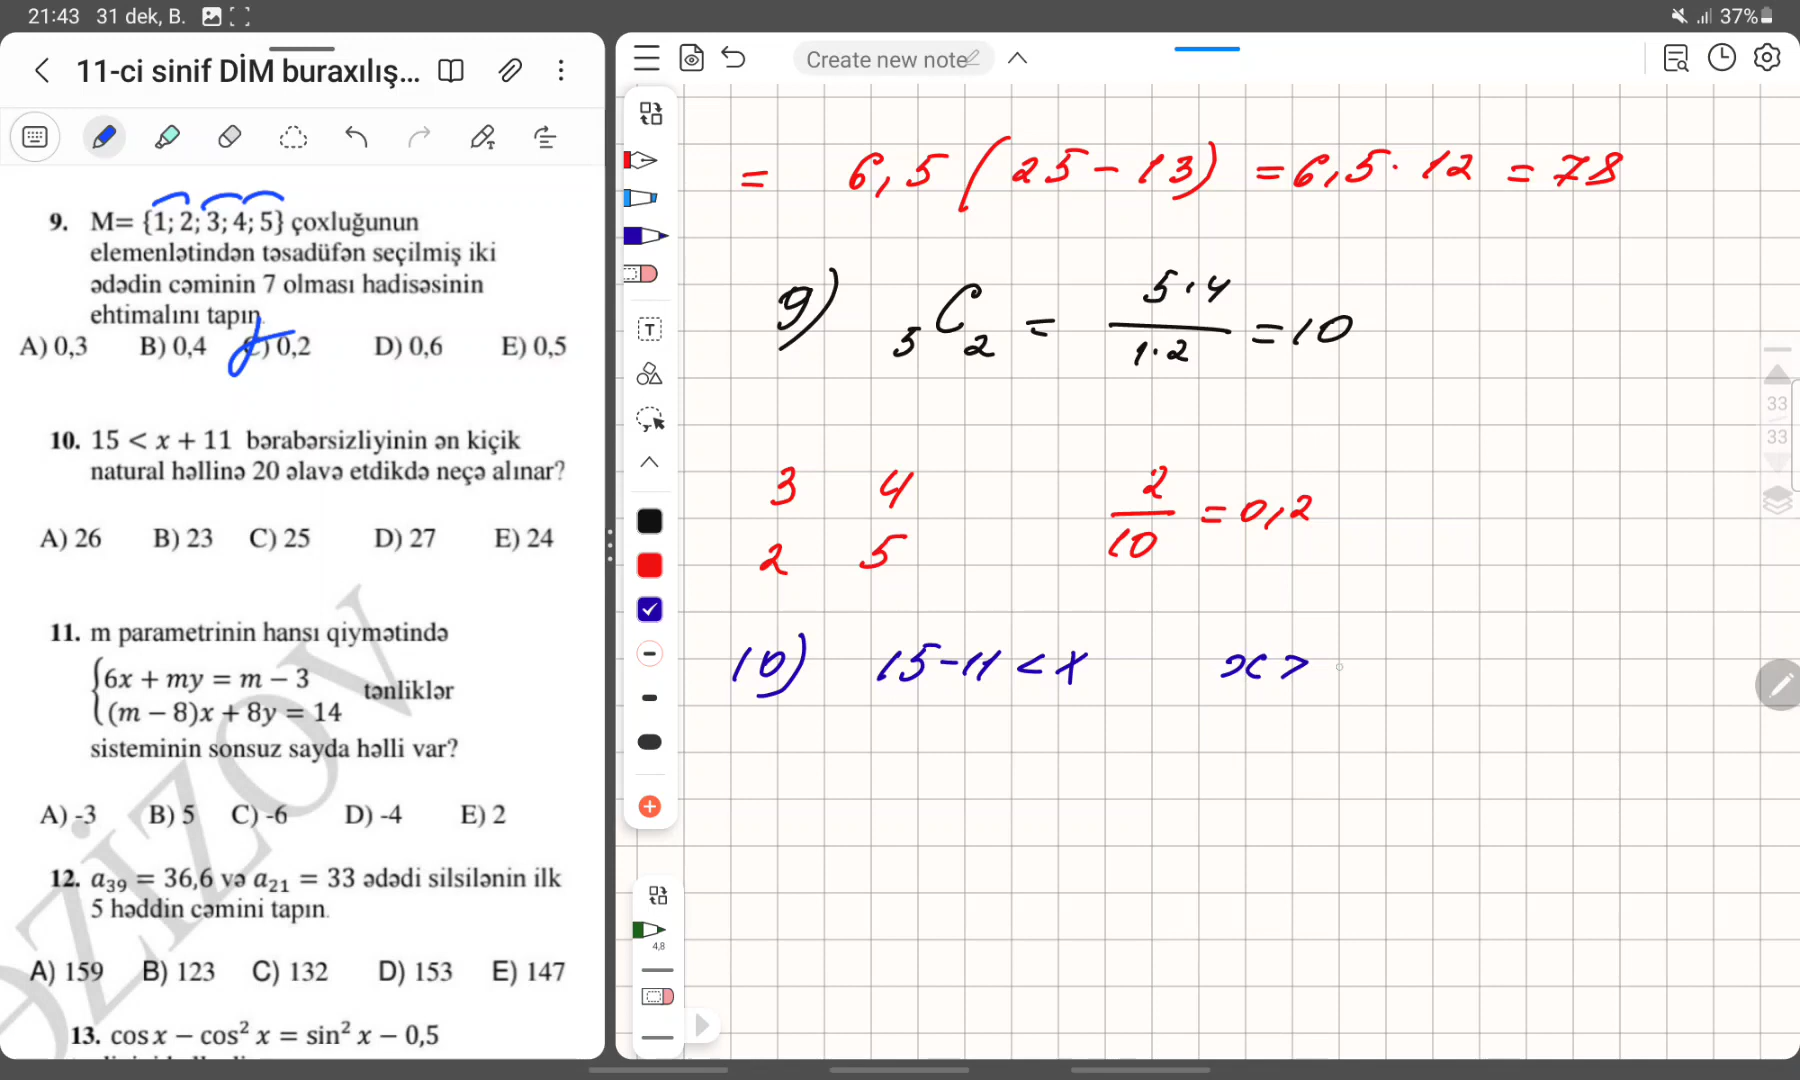 21:43 31 dek, B.
37%
11-ci sinif DİM buraxılış...
Create new note
9. M= {1; 2; 3; 4; 5} çoxluğunun
elemenlətindən təsadüfən seçilmiş iki
ədədin cəminin 7 olması hadisəsinin
ehtimalını tapın.
A) 0,3 B) 0,4 C) 0,2 D) 0,6 E) 0,5
10. 15 < x + 11 bərabərsizliyinin ən kiçik
natural həllinə 20 əlavə etdikdə neçə alınar?
A) 26 B) 23 C) 25 D) 27 E) 24
11. m parametrinin hansı qiymətində
{6x + my = m − 3
(m − 8)x + 8y = 14 tənliklər
sisteminin sonsuz sayda həlli var?
A) -3 B) 5 C) -6 D) -4 E) 2
12. a₃₉ = 36,6 və a₂₁ = 33 ədədi silsilənin ilk
5 həddin cəmini tapın.
A) 159 B) 123 C) 132 D) 153 E) 147
13. cos x − cos² x = sin² x − 0,5
ƏZİZOV
= 6,5 (25 − 13) = 6,5 · 12 = 78
9) ₅C₂ = 5·4 / 1·2 = 10
3 4
2 5
2/10 = 0,2
10) 15-11 < x x >
T
4,8
33
33